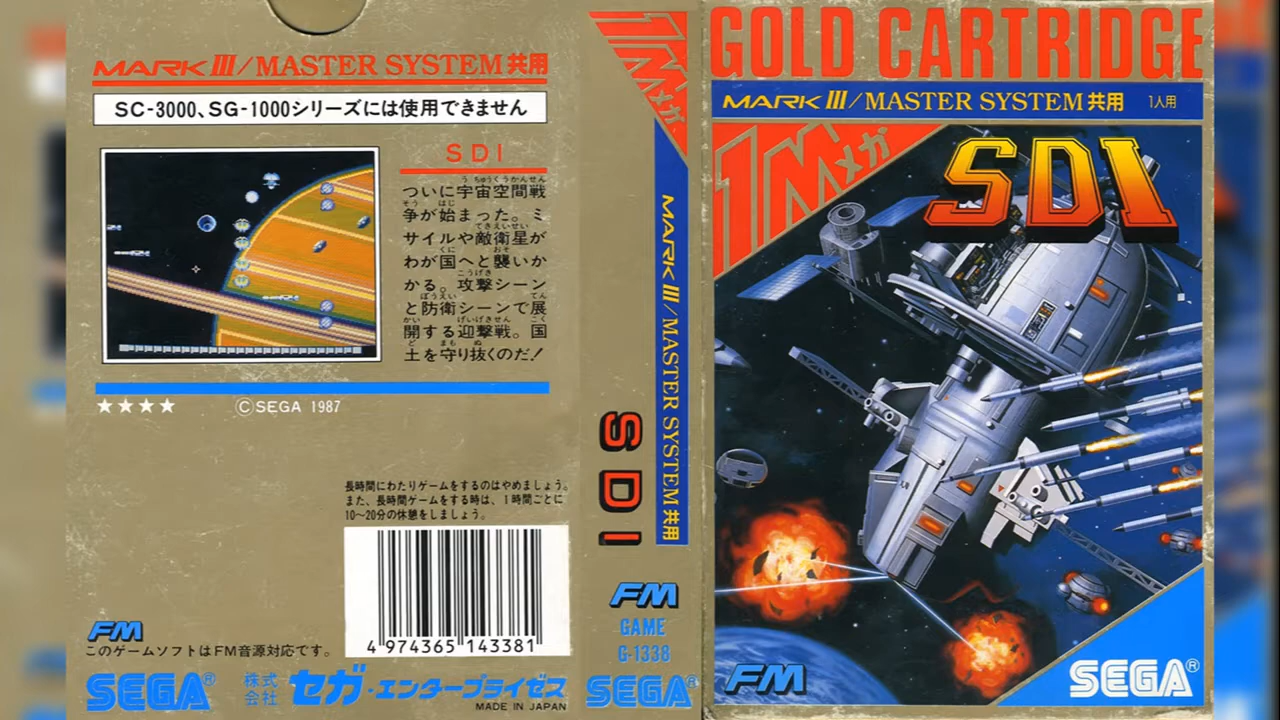 MARK III/MASTER SYSTEM共用
SC-3000、SG-1000シリーズには使用できません
SDI
ついに宇宙空間戦
争が始まった。ミ
サイルや敵衛星が
わが国へと襲いか
かる。攻撃シーン
と防衛シーンで展
開する迎撃戦。国
土を守り抜くのだ!
★★★★ ©SEGA 1987
長時間にわたりゲームをするのはやめましょう。
また、長時間ゲームをする時は、1時間ごとに
10〜20分の休憩をしましょう。
4 974365 143381
FM
このゲームソフトはFM音源対応です。
SEGA® 株式会社 セガ・エンタープライゼス
MADE IN JAPAN
1Mメガ
MARK III/MASTER SYSTEM共用
SDI
FM
GAME
G-1338
SEGA®
GOLD CARTRIDGE
MARK III/MASTER SYSTEM共用 1人用
1Mメガ
SDI
FM
SEGA®